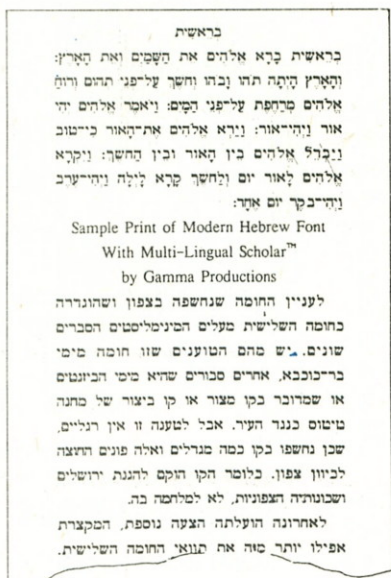 בראשית
בְּרֵאשִׁית בָּרָא אֱלֹהִים אֵת הַשָּׁמַיִם וְאֵת הָאָרֶץ:
וְהָאָרֶץ הָיְתָה תֹהוּ וָבֹהוּ וְחֹשֶׁךְ עַל־פְּנֵי תְהוֹם וְרוּחַ
אֱלֹהִים מְרַחֶפֶת עַל־פְּנֵי הַמָּיִם: וַיֹּאמֶר אֱלֹהִים יְהִי
אוֹר וַיְהִי־אוֹר: וַיַּרְא אֱלֹהִים אֶת־הָאוֹר כִּי־טוֹב
וַיַּבְדֵּל אֱלֹהִים בֵּין הָאוֹר וּבֵין הַחֹשֶׁךְ: וַיִּקְרָא
אֱלֹהִים לָאוֹר יוֹם וְלַחֹשֶׁךְ קָרָא לָיְלָה וַיְהִי־עֶרֶב
וַיְהִי־בֹקֶר יוֹם אֶחָד:
Sample Print of Modern Hebrew Font
With Multi-Lingual Scholar™
by Gamma Productions
לעניין החומה שנחשפה בצפון ושהוגדרה
כחומה השלישית מעלים המינימליסטים הסברים
שונים. יש מהם הטוענים שזו חומה מימי
בר־כוכבא, אחרים סבורים שהיא מימי הביזנטים
או שמדובר בקו מצור או קו ביצור של מחנה
טיטוס כנגד העיר. אבל לטענה זו אין רגליים,
שכן נחשפו בקו כמה מגדלים ואלה פונים החוצה
לכיוון צפון. כלומר הקו הוקם להגנת ירושלים
ושכונותיה הצפוניות, לא למלחמה בה.
לאחרונה הועלתה הצעה נוספת, המקצרת
אפילו יותר מזה את תוואי החומה השלישית.